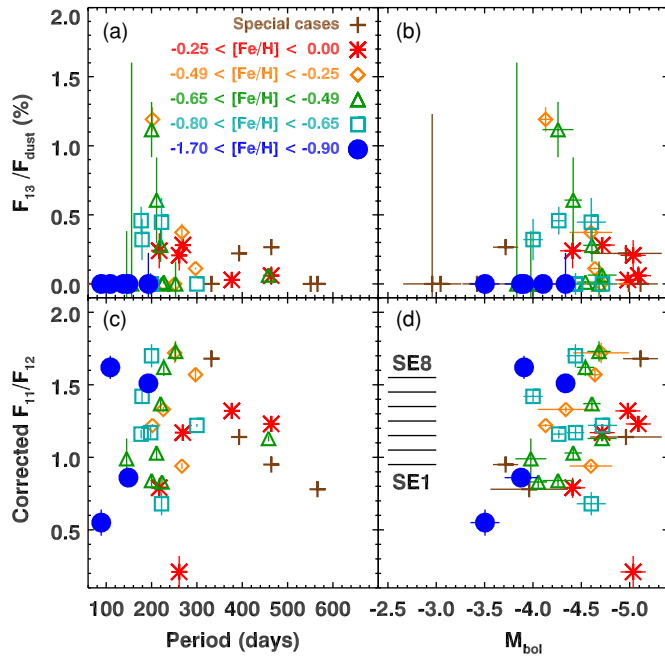 (a)
Special cases
-0.25 < [Fe/H] < 0.00
-0.49 < [Fe/H] < -0.25
-0.65 < [Fe/H] < -0.49
-0.80 < [Fe/H] < -0.65
-1.70 < [Fe/H] < -0.90
(b)
2.0
1.5
1.0
0.5
0.0
F13/Fdust (%)
(c)
(d)
SE8
SE1
2.0
1.5
1.0
0.5
Corrected F11/F12
100 200 300 400 500 600
-2.5 -3.0 -3.5 -4.0 -4.5 -5.0
Period (days)
Mbol